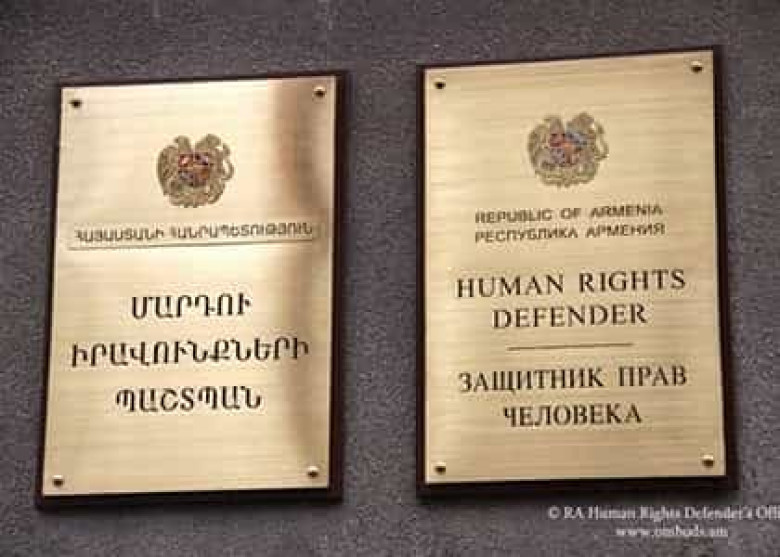 ՀԱՅԱՍՏԱՆԻ ՀԱՆՐԱՊԵՏՈՒԹՅՈՒՆ
ՄԱՐԴՈՒ
ԻՐԱՎՈՒՆՔՆԵՐԻ
ՊԱՇՏՊԱՆ
REPUBLIC OF ARMENIA
РЕСПУБЛИКА АРМЕНИЯ
HUMAN RIGHTS
DEFENDER
ЗАЩИТНИК ПРАВ
ЧЕЛОВЕКА
© RA Human Rights Defender's Offi
www.ombuds.am